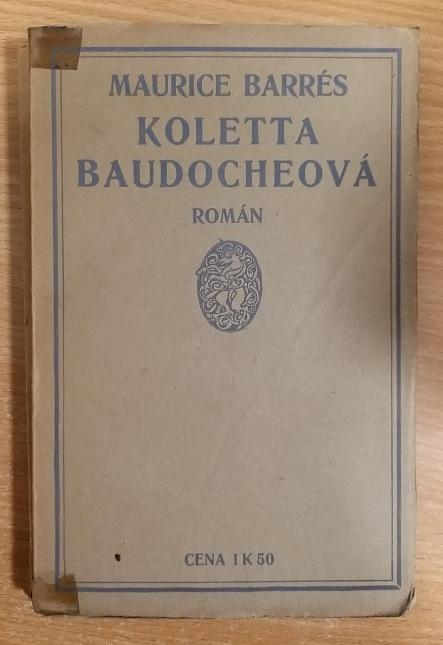 MAURICE BARRÉS
KOLETTA
BAUDOCHEOVÁ
ROMÁN
CENA 1 K 50